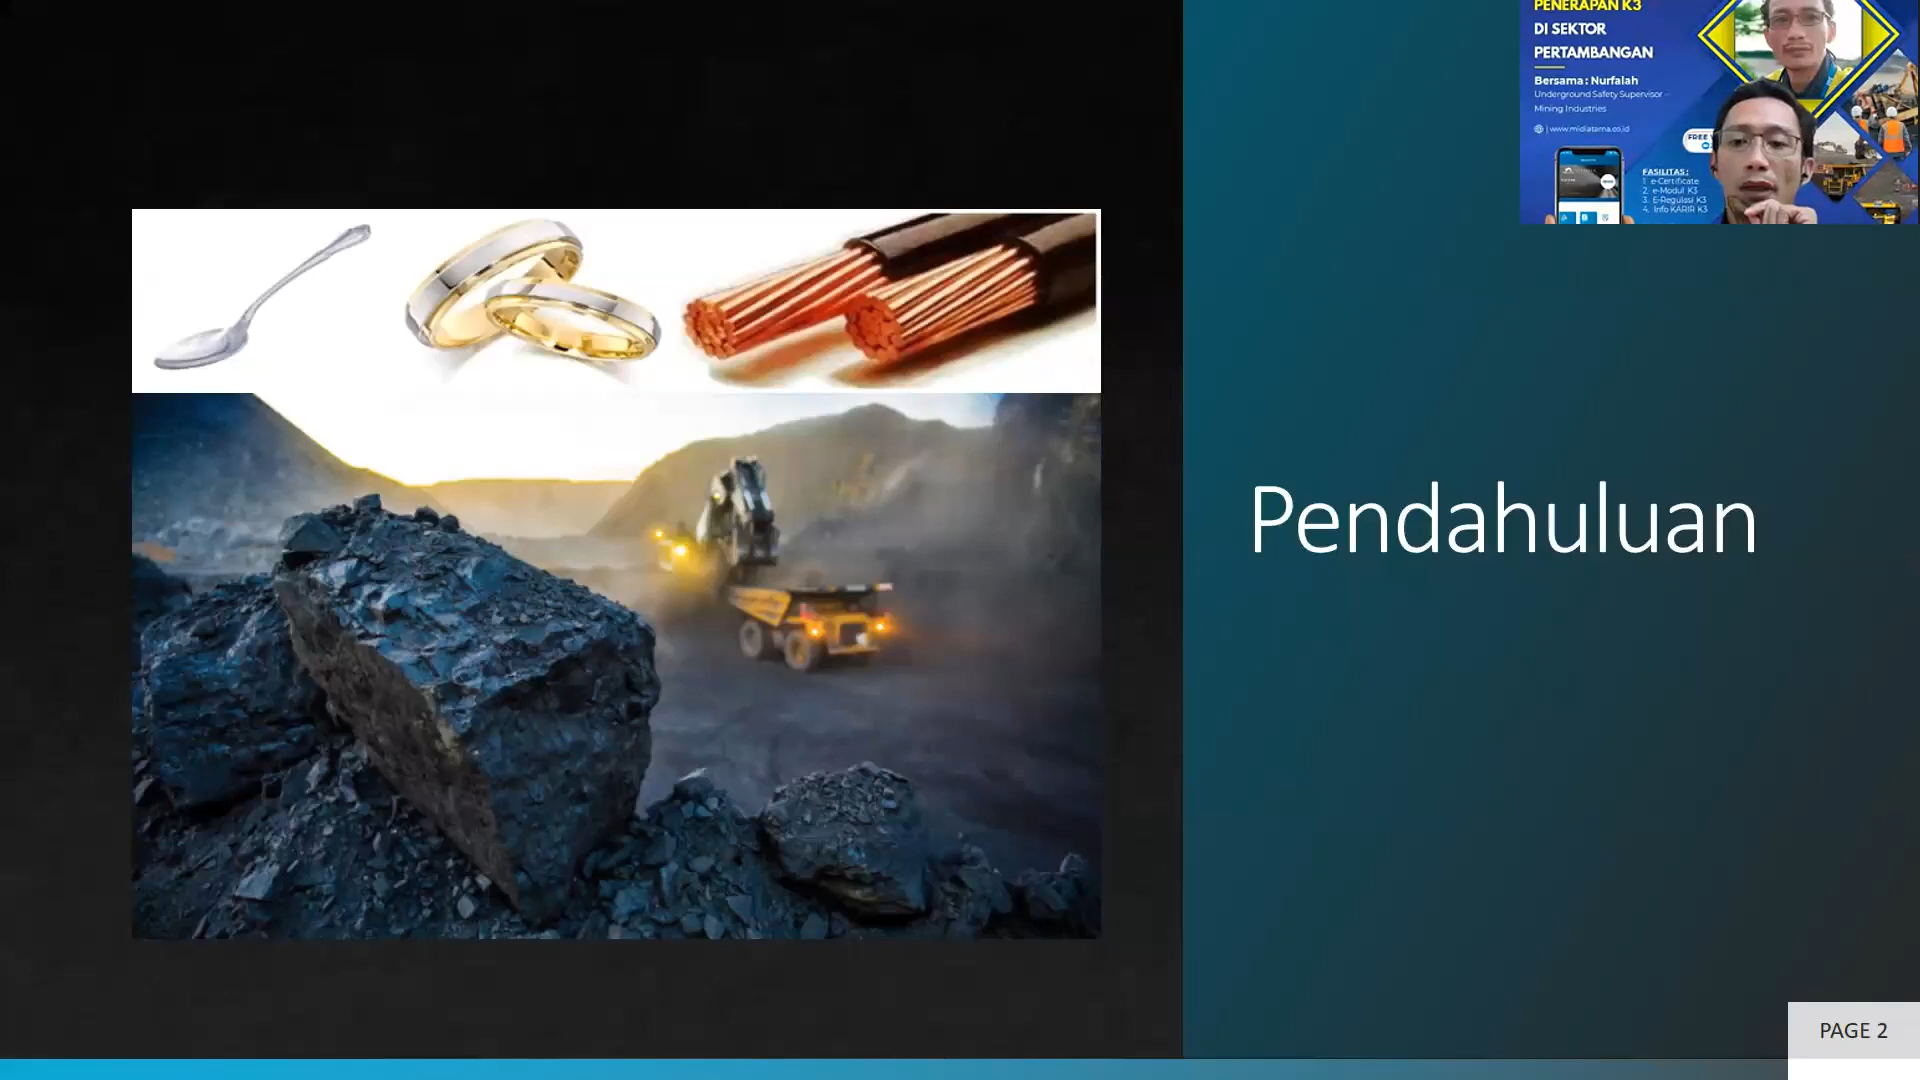 PENERAPAN K3
DI SEKTOR
PERTAMBANGAN
Bersama : Nurfalah
Underground Safety Supervisor –
Mining Industries
| www.midiatama.co.id
FREE
FASILITAS :
1. e-Certificate
2. e-Modul K3
3. E-Regulasi K3
4. Info KARIR K3
Pendahuluan
PAGE 2